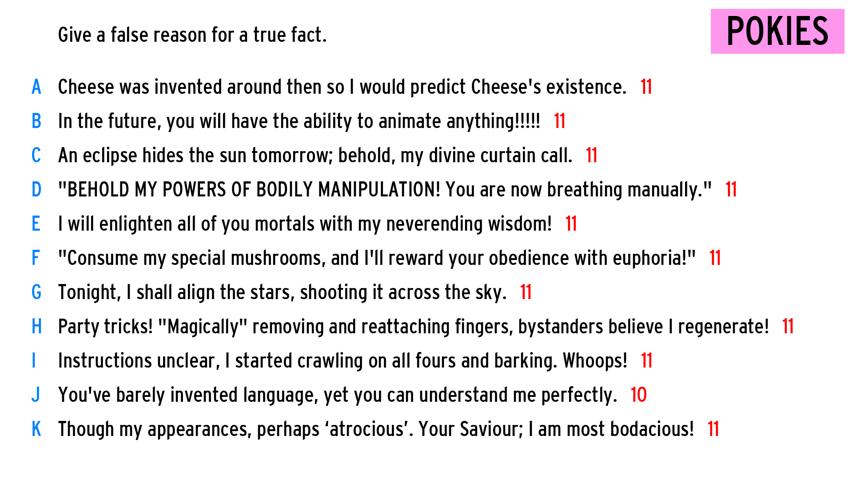 Give a false reason for a true fact.
POKIES
A Cheese was invented around then so I would predict Cheese's existence. 11
B In the future, you will have the ability to animate anything!!!!! 11
C An eclipse hides the sun tomorrow; behold, my divine curtain call. 11
D "BEHOLD MY POWERS OF BODILY MANIPULATION! You are now breathing manually." 11
E I will enlighten all of you mortals with my neverending wisdom! 11
F "Consume my special mushrooms, and I'll reward your obedience with euphoria!" 11
G Tonight, I shall align the stars, shooting it across the sky. 11
H Party tricks! "Magically" removing and reattaching fingers, bystanders believe I regenerate! 11
I Instructions unclear, I started crawling on all fours and barking. Whoops! 11
J You've barely invented language, yet you can understand me perfectly. 10
K Though my appearances, perhaps ‘atrocious’. Your Saviour; I am most bodacious! 11